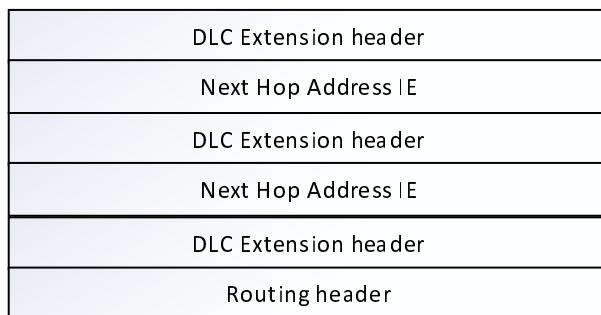 DLC Extension header
Next Hop Address IE
DLC Extension header
Next Hop Address IE
DLC Extension header
Routing header